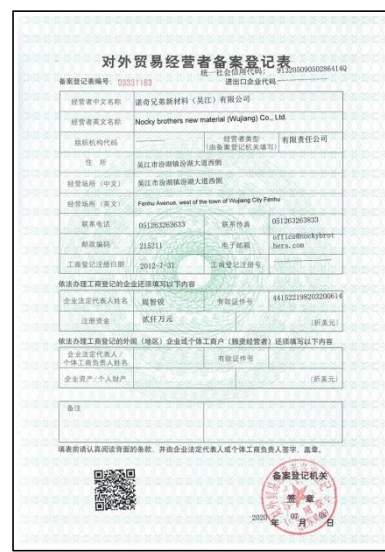 对外贸易经营者备案登记表
统一社会信用代码: 91320509050286414Q
备案登记表编号: 03331183 进出口企业代码:
经营者中文名称 诺奇兄弟新材料（吴江）有限公司
经营者英文名称 Nocky brothers new material (Wujiang) Co., Ltd.
组织机构代码 经营者类型 (由备案登记机关填写) 有限责任公司
住 所 吴江市汾湖镇汾湖大道西侧
经营场所（中文） 吴江市汾湖镇汾湖大道西侧
经营场所（英文） Fenhu Avenue, west of the town of Wujiang City Fenhu
联系电话 051263263633 联系传真 051263263833
邮政编码 215211 电子邮箱 office@nockybrothers.com
工商登记注册日期 2012-7-31 工商登记注册号
依法办理工商登记的企业还须填写以下内容
企业法定代表人姓名 有效证件号 441522198203200614
注册资金 贰仟万元 (折美元)
依法办理工商登记的外国（地区）企业或个体工商户（独资经营者）还须填写以下内容
企业法定代表人/个体工商负责人姓名 有效证件号
企业资产/个人财产 (折美元)
备注
填表前请认真阅读背面的条款，并由企业法定代表人或个体工商负责人签字、盖章。
备案登记机关
签 章
2020 年 月 日